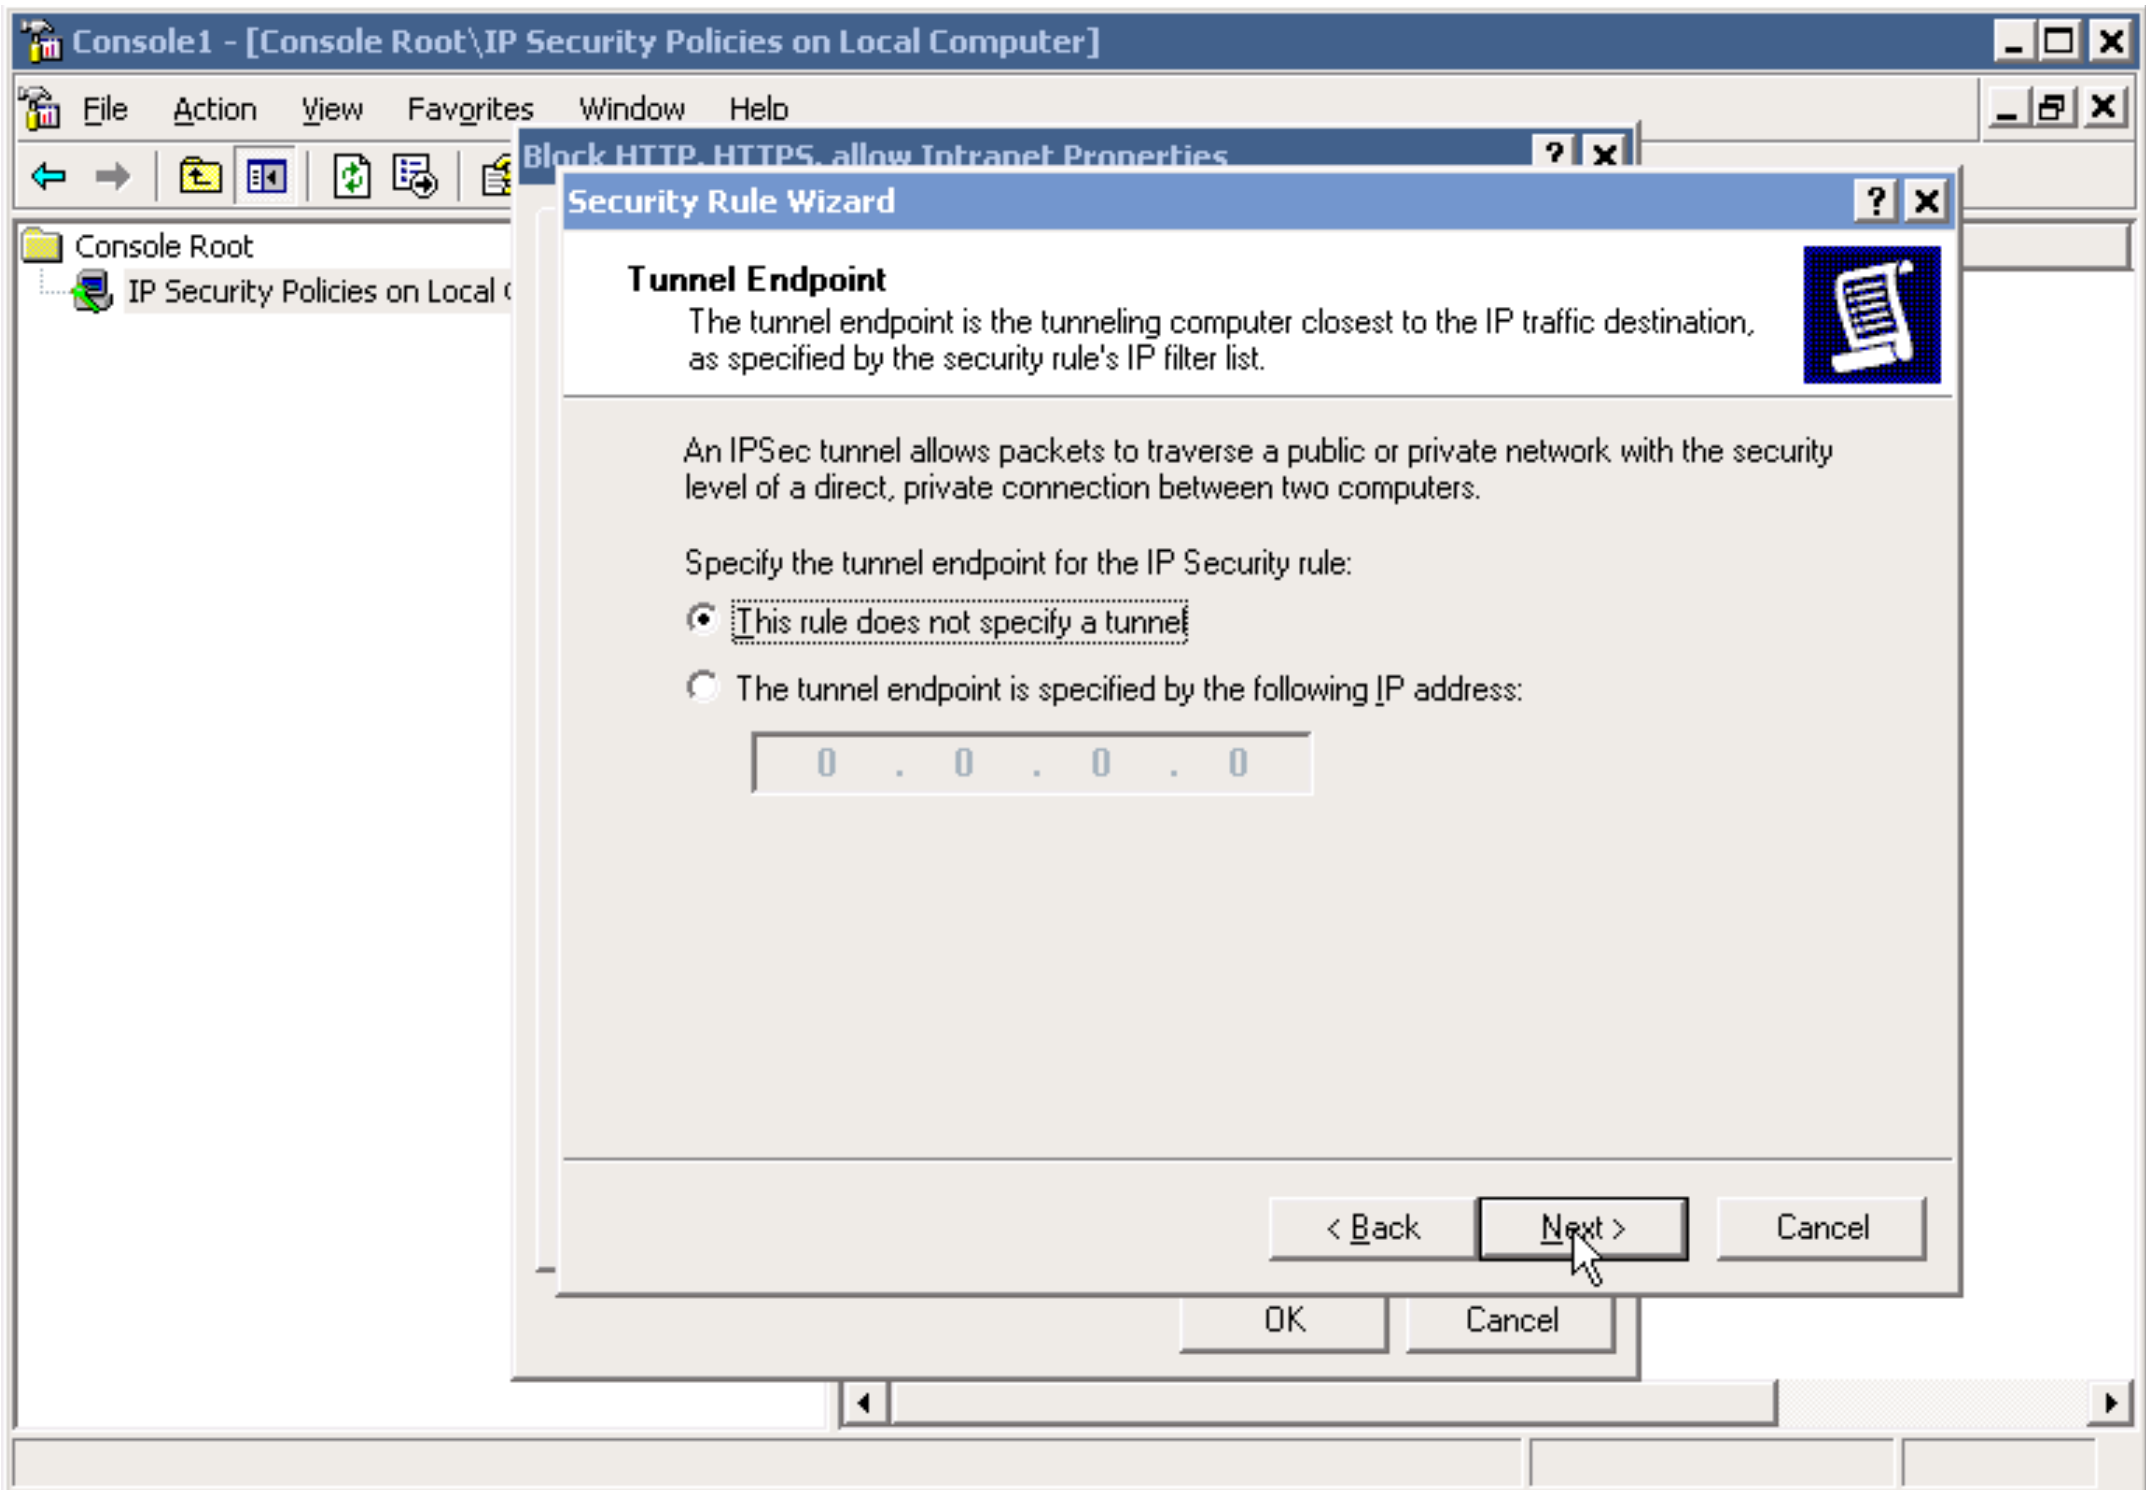 Console1 - [Console Root\IP Security Policies on Local Computer]
File Action View Favorites Window Help
Block HTTP, HTTPS, allow Intranet Properties
Security Rule Wizard
Console Root
IP Security Policies on Local
Tunnel Endpoint
The tunnel endpoint is the tunneling computer closest to the IP traffic destination,
as specified by the security rule's IP filter list.
An IPSec tunnel allows packets to traverse a public or private network with the security
level of a direct, private connection between two computers.
Specify the tunnel endpoint for the IP Security rule:
This rule does not specify a tunnel
The tunnel endpoint is specified by the following IP address:
0 . 0 . 0 . 0
< Back Next > Cancel
OK Cancel